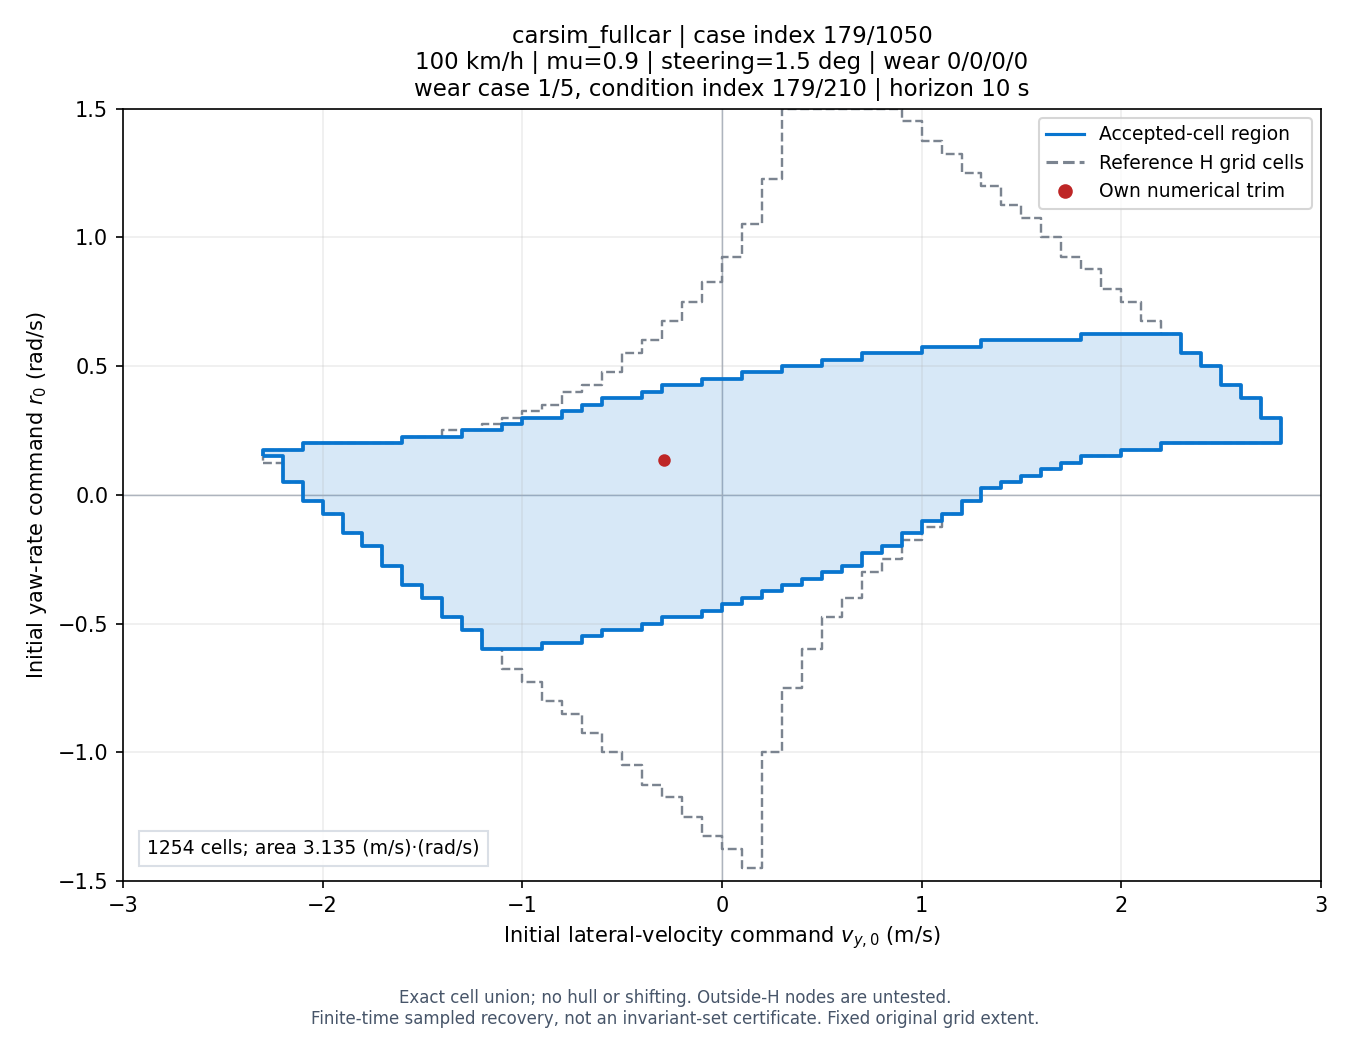 carsim_fullcar | case index 179/1050
100 km/h | mu=0.9 | steering=1.5 deg | wear 0/0/0/0
wear case 1/5, condition index 179/210 | horizon 10 s
Accepted-cell region
Reference H grid cells
Own numerical trim
1.5
1.0
0.5
0.0
−0.5
−1.0
−1.5
Initial yaw-rate command r₀ (rad/s)
1254 cells; area 3.135 (m/s)·(rad/s)
−3 −2 −1 0 1 2 3
Initial lateral-velocity command v_{y,0} (m/s)
Exact cell union; no hull or shifting. Outside-H nodes are untested.
Finite-time sampled recovery, not an invariant-set certificate. Fixed original grid extent.